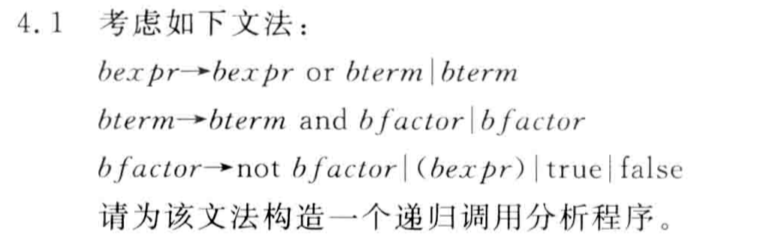 4.1 考虑如下文法：
bexpr→bexpr or bterm|bterm
bterm→bterm and bfactor|bfactor
bfactor→not bfactor|(bexpr)|true|false
请为该文法构造一个递归调用分析程序。